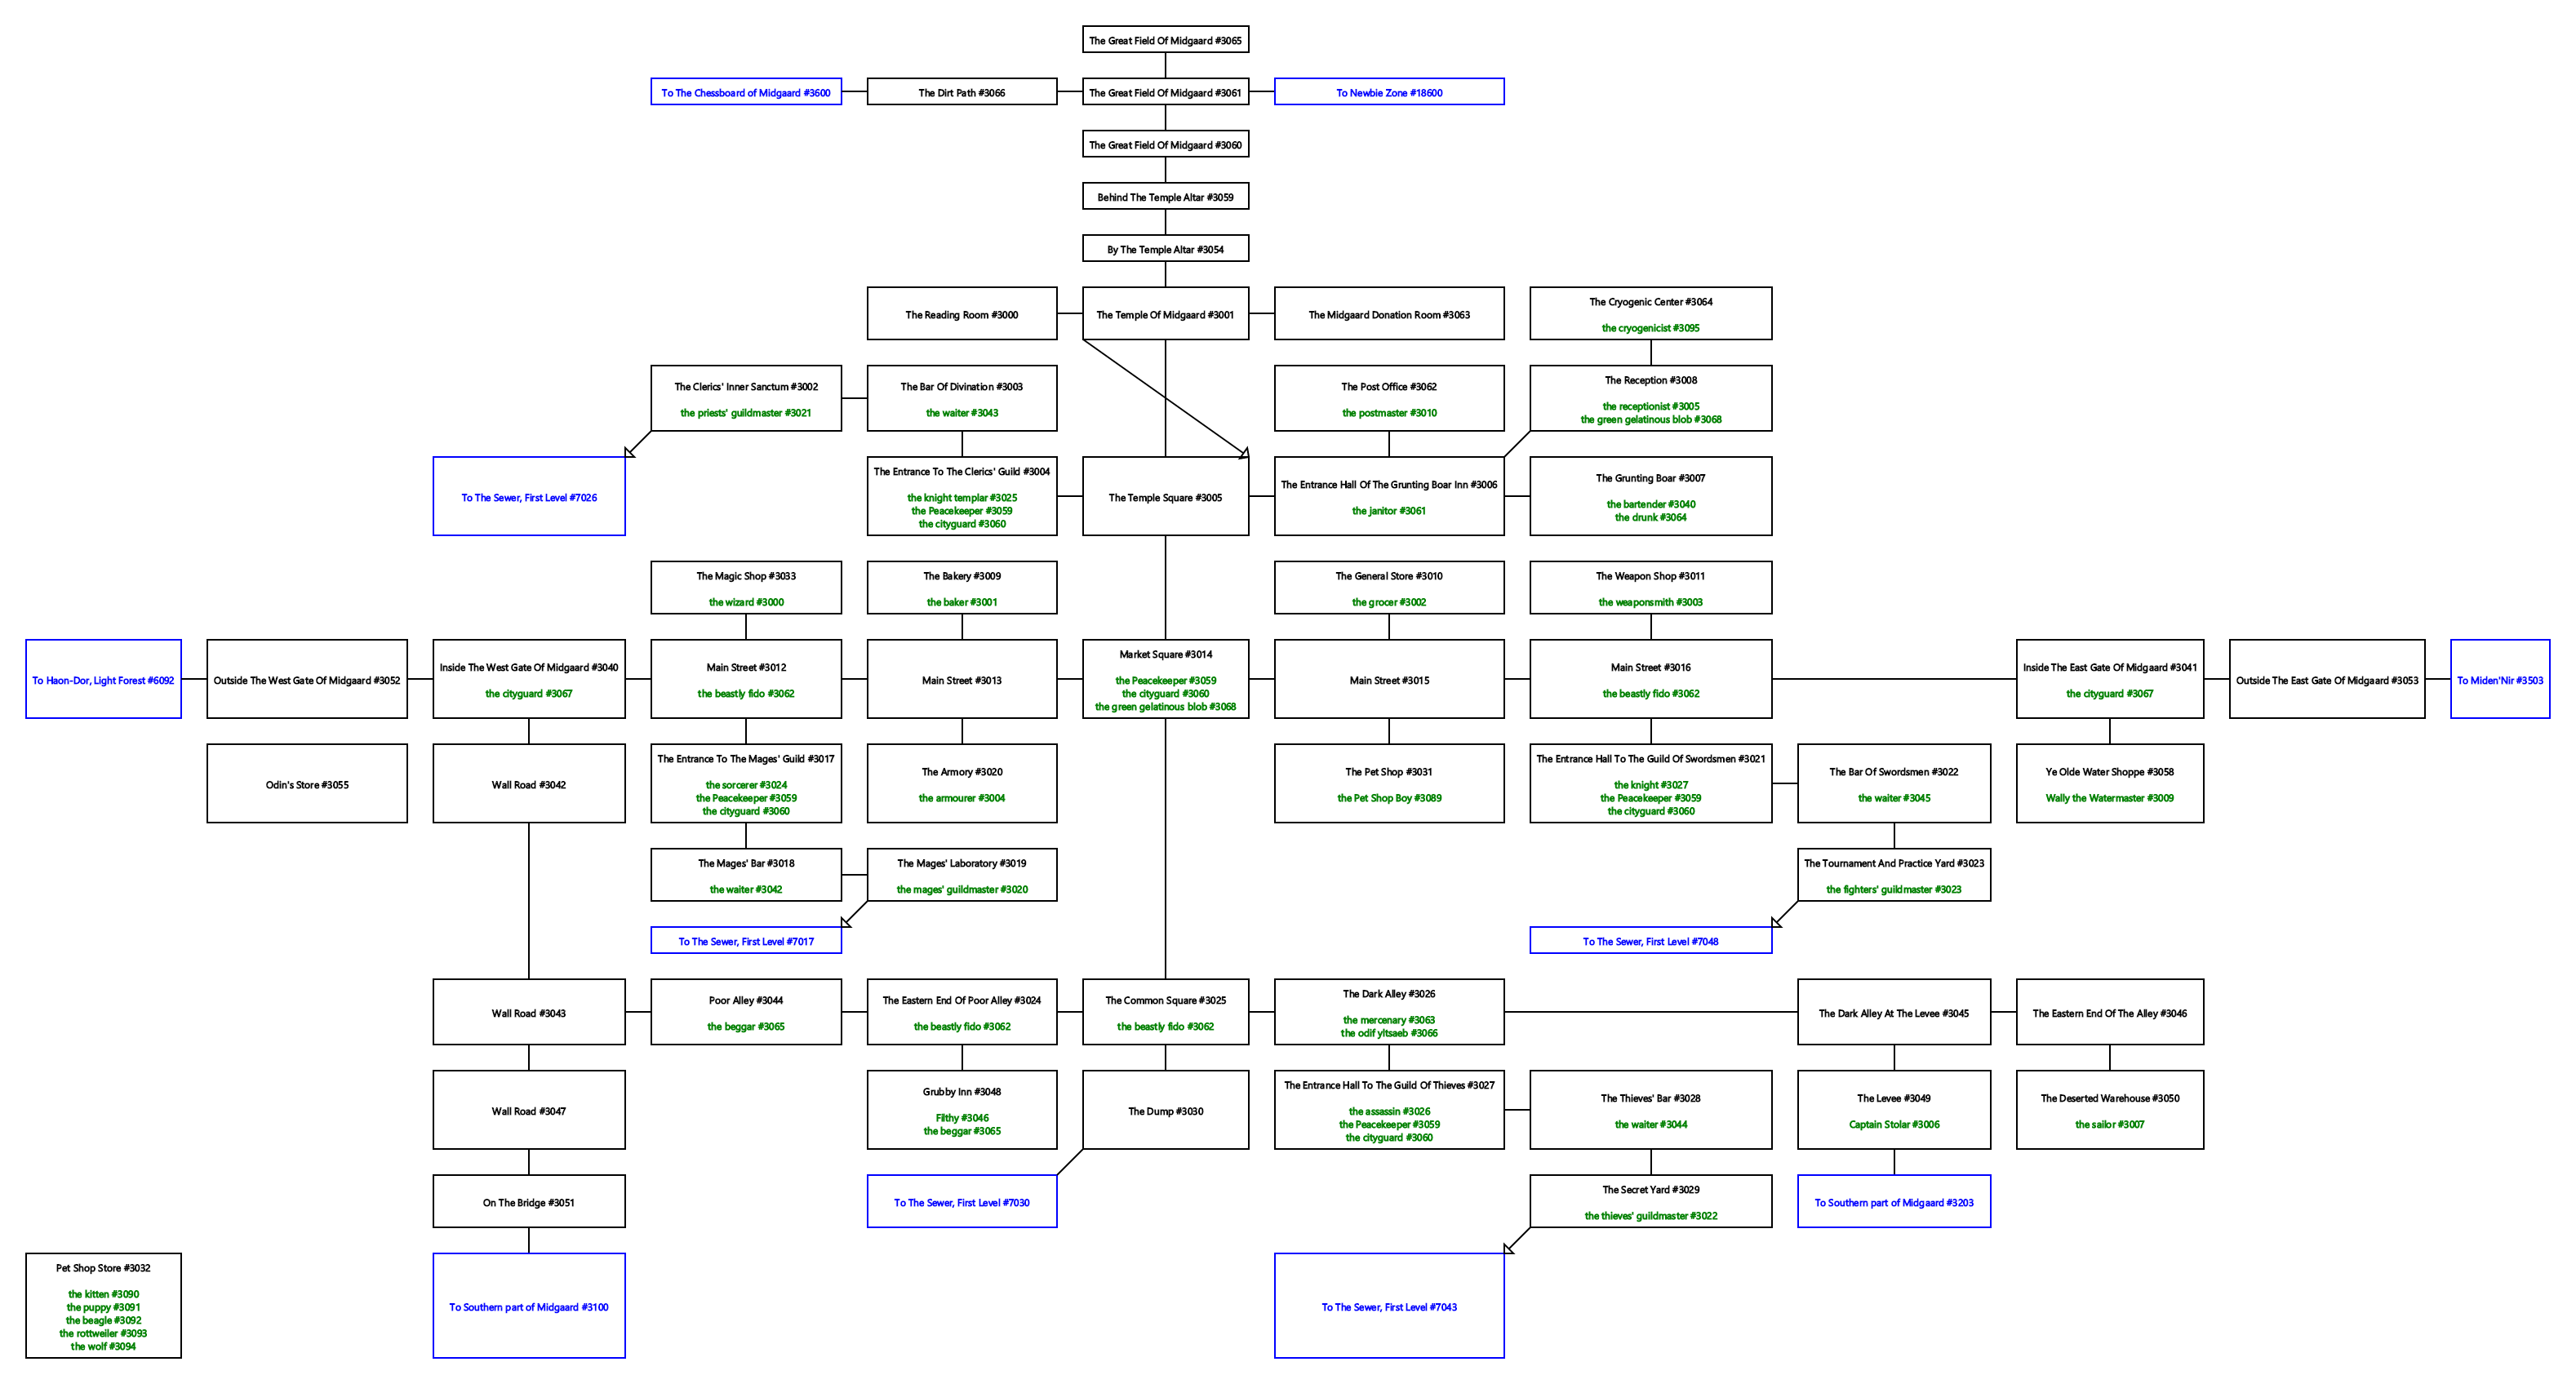 The Great Field Of Midgaard #3065
To The Chessboard of Midgaard #3600
The Dirt Path #3066
The Great Field Of Midgaard #3061
To Newbie Zone #18600
The Great Field Of Midgaard #3060
Behind The Temple Altar #3059
By The Temple Altar #3054
The Reading Room #3000
The Temple Of Midgaard #3001
The Midgaard Donation Room #3063
The Cryogenic Center #3064
the cryogenicist #3095
The Clerics' Inner Sanctum #3002
the priests' guildmaster #3021
The Bar Of Divination #3003
the waiter #3043
The Post Office #3062
the postmaster #3010
The Reception #3008
the receptionist #3005
the green gelatinous blob #3068
To The Sewer, First Level #7026
The Entrance To The Clerics' Guild #3004
the knight templar #3025
the Peacekeeper #3059
the cityguard #3060
The Temple Square #3005
The Entrance Hall Of The Grunting Boar Inn #3006
the janitor #3061
The Grunting Boar #3007
the bartender #3040
the drunk #3064
The Magic Shop #3033
the wizard #3000
The Bakery #3009
the baker #3001
The General Store #3010
the grocer #3002
The Weapon Shop #3011
the weaponsmith #3003
To Haon-Dor, Light Forest #6092
Outside The West Gate Of Midgaard #3052
Inside The West Gate Of Midgaard #3040
the cityguard #3067
Main Street #3012
the beastly fido #3062
Main Street #3013
Market Square #3014
the Peacekeeper #3059
the cityguard #3060
the green gelatinous blob #3068
Main Street #3015
Main Street #3016
the beastly fido #3062
Inside The East Gate Of Midgaard #3041
the cityguard #3067
Outside The East Gate Of Midgaard #3053
To Miden'Nir #3503
Odin's Store #3055
Wall Road #3042
The Entrance To The Mages' Guild #3017
the sorcerer #3024
the Peacekeeper #3059
the cityguard #3060
The Armory #3020
the armourer #3004
The Pet Shop #3031
the Pet Shop Boy #3089
The Entrance Hall To The Guild Of Swordsmen #3021
the knight #3027
the Peacekeeper #3059
the cityguard #3060
The Bar Of Swordsmen #3022
the waiter #3045
Ye Olde Water Shoppe #3058
Wally the Watermaster #3009
The Mages' Bar #3018
the waiter #3042
The Mages' Laboratory #3019
the mages' guildmaster #3020
The Tournament And Practice Yard #3023
the fighters' guildmaster #3023
To The Sewer, First Level #7017
To The Sewer, First Level #7048
Wall Road #3043
Poor Alley #3044
the beggar #3065
The Eastern End Of Poor Alley #3024
the beastly fido #3062
The Common Square #3025
the beastly fido #3062
The Dark Alley #3026
the mercenary #3063
the odif yltsaeb #3066
The Dark Alley At The Levee #3045
The Eastern End Of The Alley #3046
Wall Road #3047
Grubby Inn #3048
Filthy #3046
the beggar #3065
The Dump #3030
The Entrance Hall To The Guild Of Thieves #3027
the assassin #3026
the Peacekeeper #3059
the cityguard #3060
The Thieves' Bar #3028
the waiter #3044
The Levee #3049
Captain Stolar #3006
The Deserted Warehouse #3050
the sailor #3007
On The Bridge #3051
To The Sewer, First Level #7030
The Secret Yard #3029
the thieves' guildmaster #3022
To Southern part of Midgaard #3203
Pet Shop Store #3032
the kitten #3090
the puppy #3091
the beagle #3092
the rottweiler #3093
the wolf #3094
To Southern part of Midgaard #3100
To The Sewer, First Level #7043